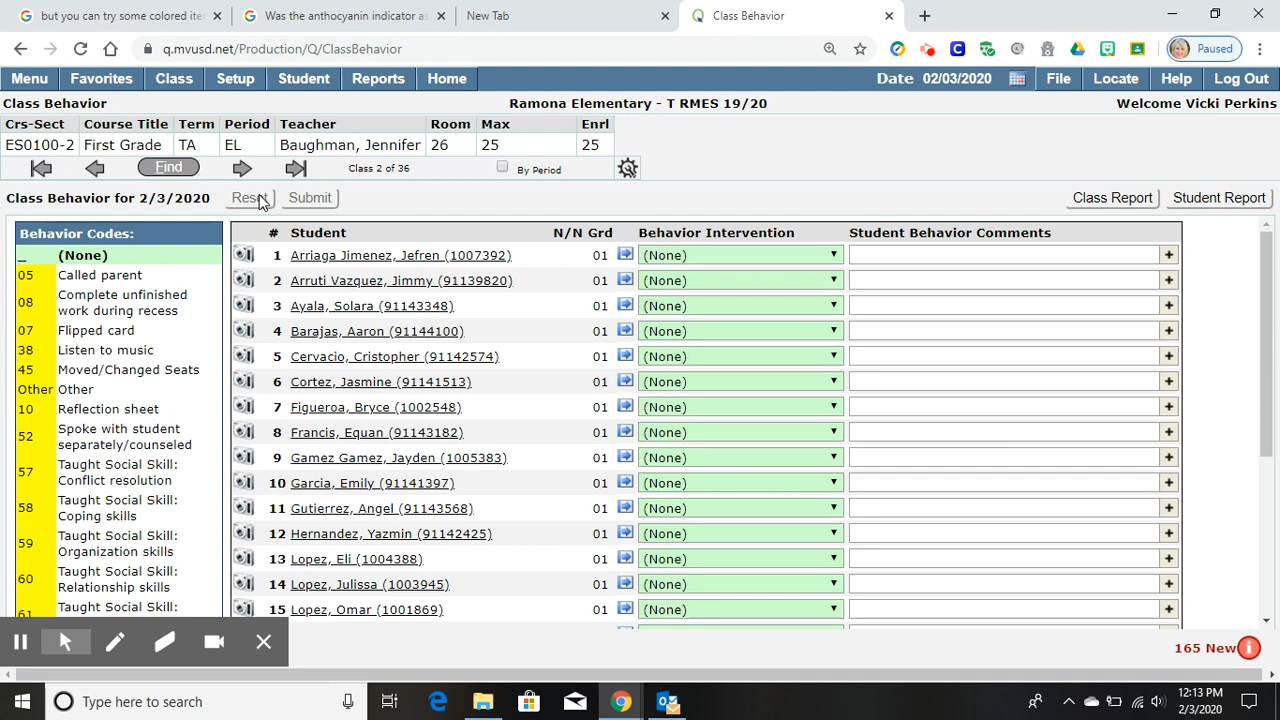 but you can try some colored ite
Was the anthocyanin indicator as
New Tab
Class Behavior
q.mvusd.net/Production/Q/ClassBehavior
Paused
Menu Favorites Class Setup Student Reports Home Date 02/03/2020 File Locate Help Log Out
Class Behavior Ramona Elementary - T RMES 19/20 Welcome Vicki Perkins
Crs-Sect Course Title Term Period Teacher Room Max Enrl
ES0100-2 First Grade TA EL Baughman, Jennifer 26 25 25
Find Class 2 of 36 By Period
Class Behavior for 2/3/2020 Reset Submit Class Report Student Report
Behavior Codes:
_ (None)
05 Called parent
08 Complete unfinished work during recess
07 Flipped card
38 Listen to music
45 Moved/Changed Seats
Other Other
10 Reflection sheet
52 Spoke with student separately/counseled
57 Taught Social Skill: Conflict resolution
58 Taught Social Skill: Coping skills
59 Taught Social Skill: Organization skills
60 Taught Social Skill: Relationship skills
61 Taught Social Skill:
# Student N/N Grd Behavior Intervention Student Behavior Comments
1 Arriaga Jimenez, Jefren (1007392) 01 (None) +
2 Arruti Vazquez, Jimmy (91139820) 01 (None) +
3 Ayala, Solara (91143348) 01 (None) +
4 Barajas, Aaron (91144100) 01 (None) +
5 Cervacio, Cristopher (91142574) 01 (None) +
6 Cortez, Jasmine (91141513) 01 (None) +
7 Figueroa, Bryce (1002548) 01 (None) +
8 Francis, Equan (91143182) 01 (None) +
9 Gamez Gamez, Jayden (1005383) 01 (None) +
10 Garcia, Emily (91141397) 01 (None) +
11 Gutierrez, Angel (91143568) 01 (None) +
12 Hernandez, Yazmin (91142425) 01 (None) +
13 Lopez, Eli (1004388) 01 (None) +
14 Lopez, Julissa (1003945) 01 (None) +
15 Lopez, Omar (1001869) 01 (None) +
165 New
Type here to search
12:13 PM
2/3/2020